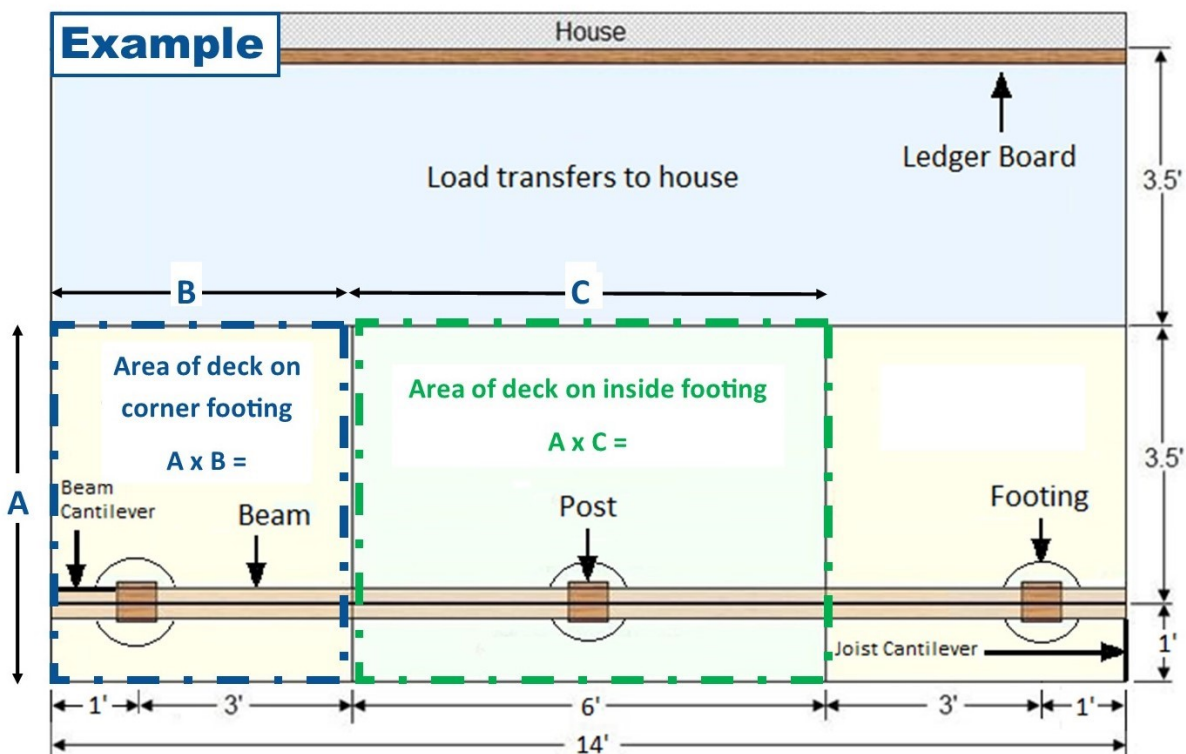 Example
House
Ledger Board
Load transfers to house
3.5'
B
C
A
Area of deck on
corner footing
A x B =
Area of deck on inside footing
A x C =
3.5'
Beam
Cantilever
Beam
Post
Footing
Joist Cantilever
1'
1'
3'
6'
3'
1'
14'